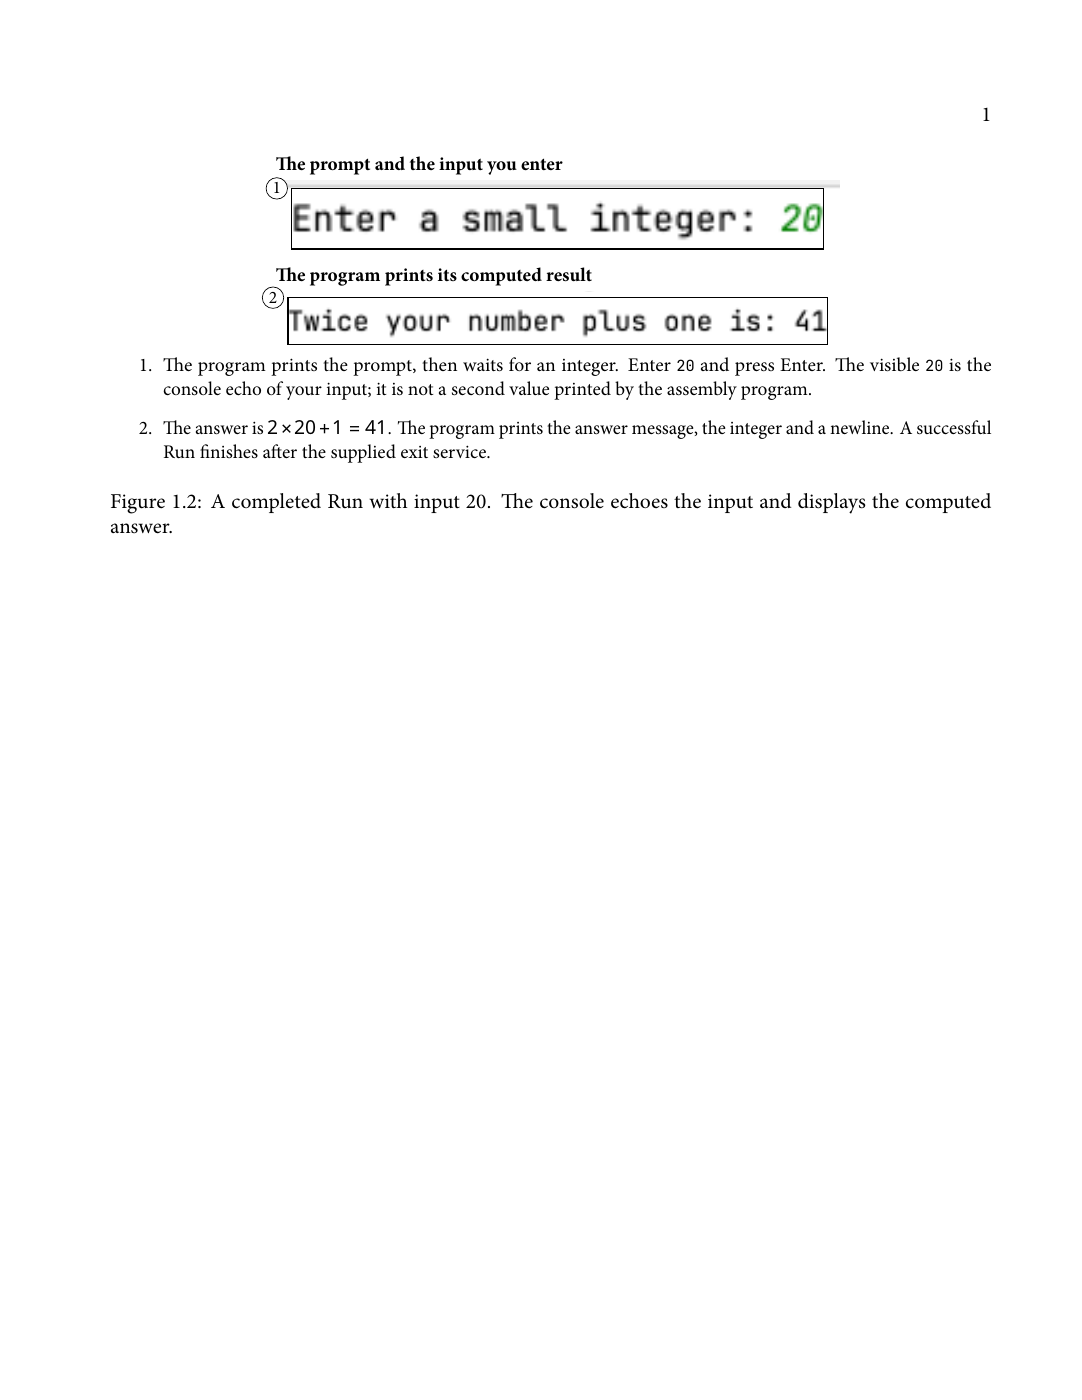 1
The prompt and the input you enter
1
Enter a small integer: 20
The program prints its computed result
2
Twice your number plus one is: 41
1. The program prints the prompt, then waits for an integer. Enter 20 and press Enter. The visible 20 is the
console echo of your input; it is not a second value printed by the assembly program.
2. The answer is 2×20+1 = 41. The program prints the answer message, the integer and a newline. A successful
Run finishes after the supplied exit service.
Figure 1.2: A completed Run with input 20. The console echoes the input and displays the computed
answer.